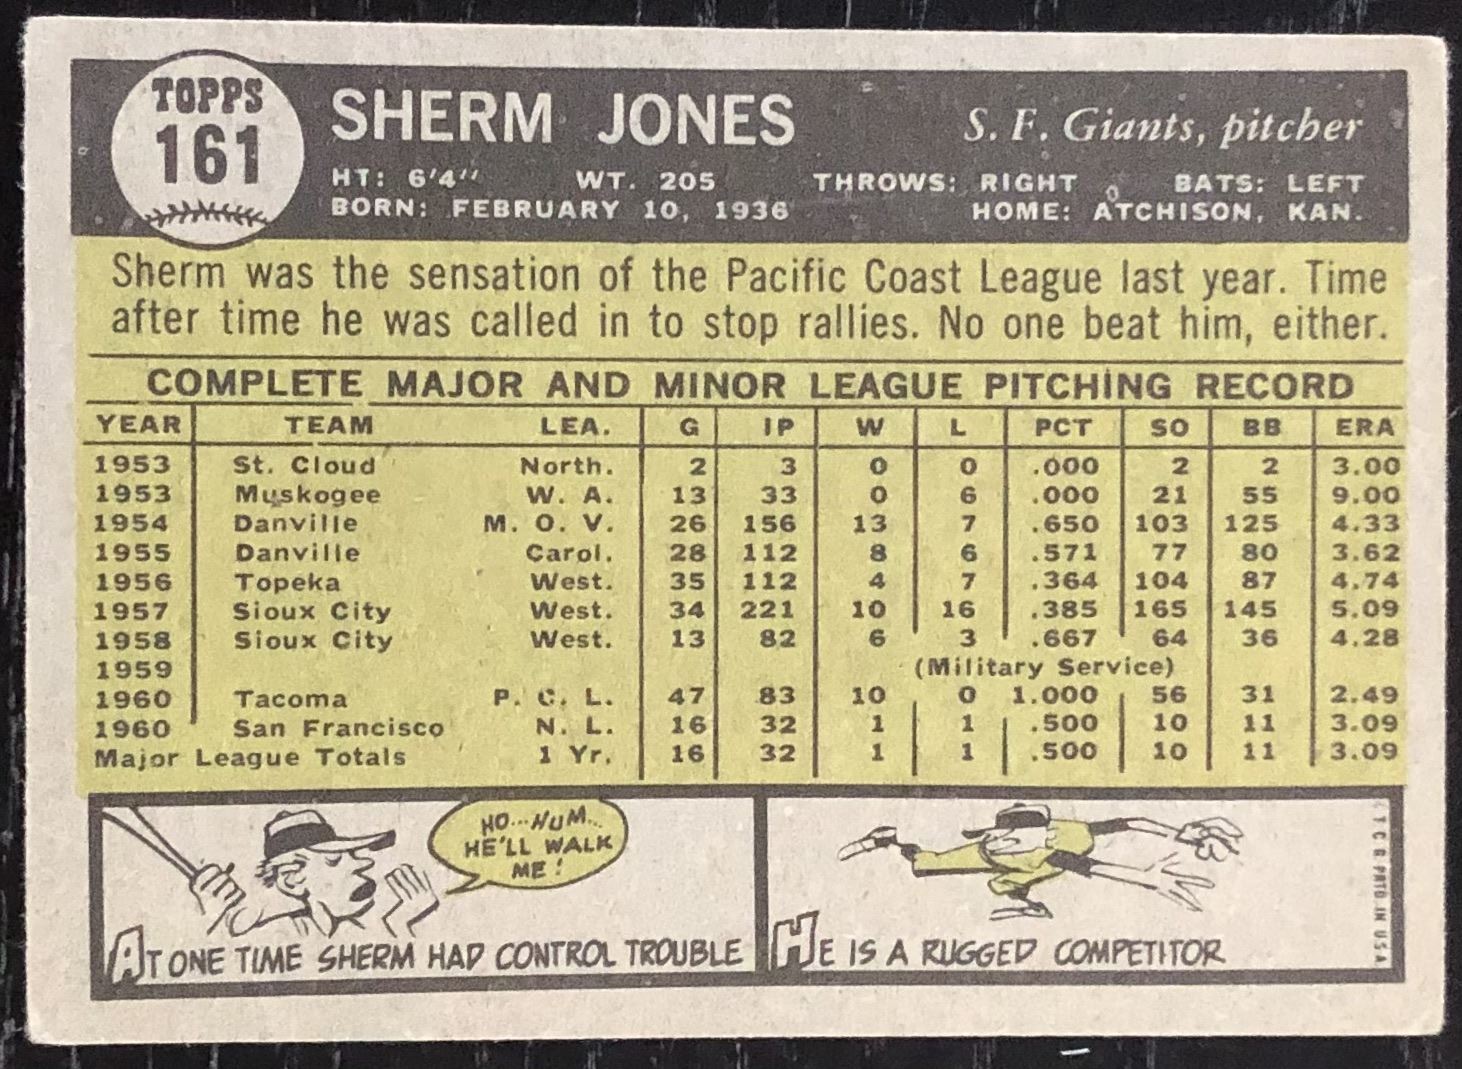 TOPPS
161
SHERM JONES
S. F. Giants, pitcher
HT: 6'4" WT. 205 THROWS: RIGHT BATS: LEFT
BORN: FEBRUARY 10, 1936 HOME: ATCHISON, KAN.
Sherm was the sensation of the Pacific Coast League last year. Time
after time he was called in to stop rallies. No one beat him, either.
COMPLETE MAJOR AND MINOR LEAGUE PITCHING RECORD
YEAR TEAM LEA. G IP W L PCT SO BB ERA
1953 St. Cloud North. 2 3 0 0 .000 2 2 3.00
1953 Muskogee W. A. 13 33 0 6 .000 21 55 9.00
1954 Danville M. O. V. 26 156 13 7 .650 103 125 4.33
1955 Danville Carol. 28 112 8 6 .571 77 80 3.62
1956 Topeka West. 35 112 4 7 .364 104 87 4.74
1957 Sioux City West. 34 221 10 16 .385 165 145 5.09
1958 Sioux City West. 13 82 6 3 .667 64 36 4.28
1959 (Military Service)
1960 Tacoma P. C. L. 47 83 10 0 1.000 56 31 2.49
1960 San Francisco N. L. 16 32 1 1 .500 10 11 3.09
Major League Totals 1 Yr. 16 32 1 1 .500 10 11 3.09
HO...HUM..
HE'LL WALK
ME!
AT ONE TIME SHERM HAD CONTROL TROUBLE
HE IS A RUGGED COMPETITOR
T.C.G. PRTD. IN U.S.A.